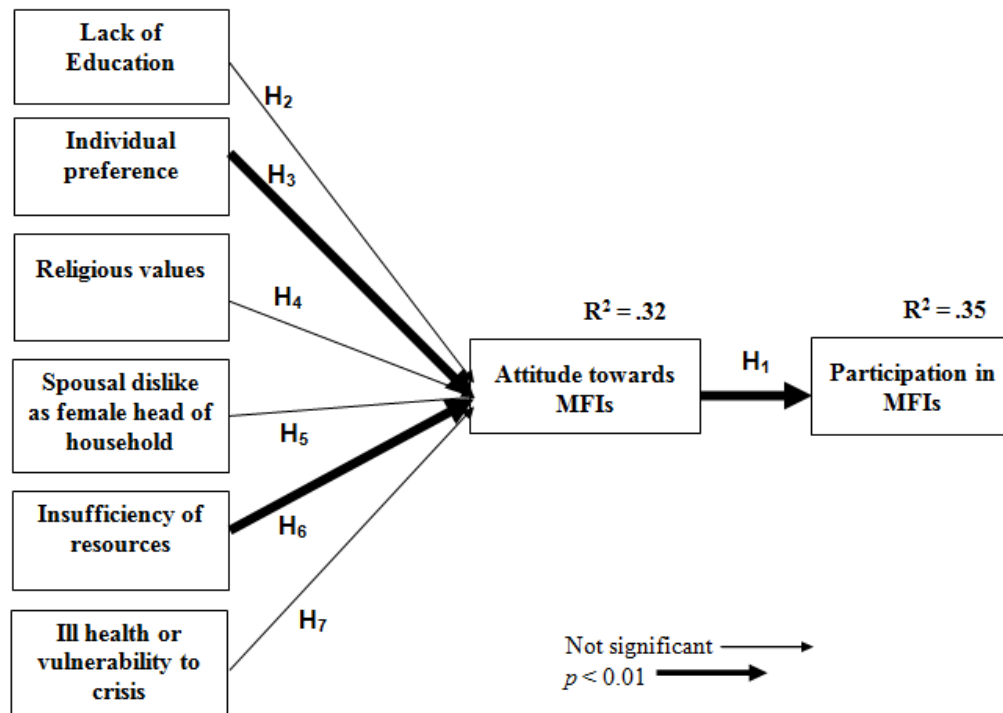 Lack of
Education
H₂
Individual
preference
H₃
Religious values
H₄
Spousal dislike
as female head of
household
H₅
Insufficiency of
resources
H₆
Ill health or
vulnerability to
crisis
H₇
R² = .32
Attitude towards
MFIs
H₁
R² = .35
Participation in
MFIs
Not significant
p < 0.01